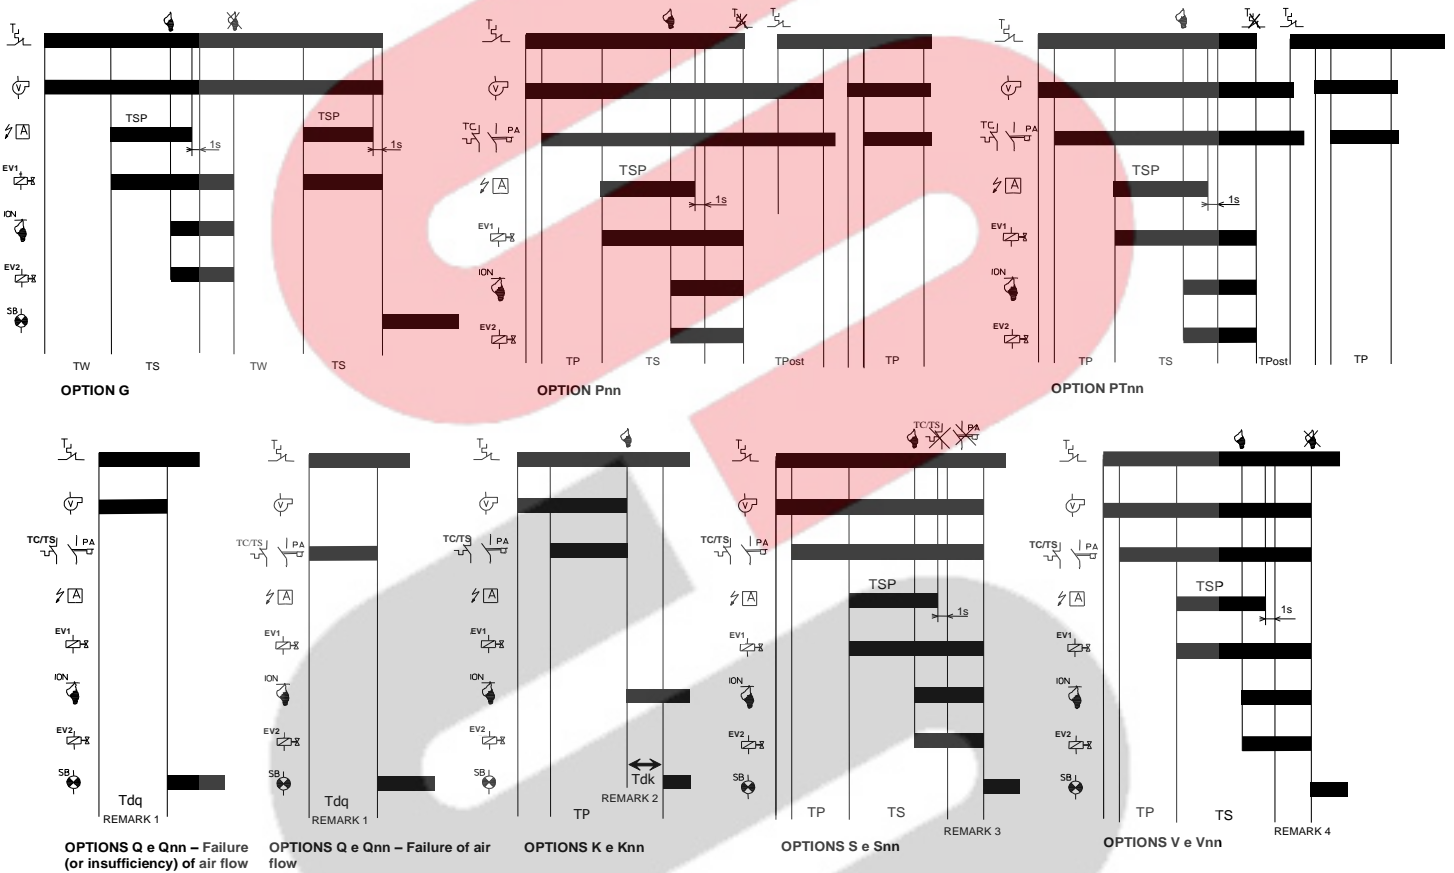 T
V
A
TSP
TSP
1s
1s
EV1
ION
EV2
SB
TW
TS
TW
TS
OPTION G
T
T
T
V
TC
PA
A
TSP
1s
EV1
ION
EV2
TP
TS
TPost
TP
OPTION Pnn
T
T
T
V
TC
PA
A
TSP
1s
EV1
ION
EV2
TP
TS
TPost
TP
OPTION PTnn
T
V
TC/TS
PA
A
EV1
ION
EV2
SB
Tdq
REMARK 1
OPTIONS Q e Qnn – Failure
(or insufficiency) of air flow
T
V
TC/TS
PA
A
EV1
ION
EV2
SB
Tdq
REMARK 1
OPTIONS Q e Qnn – Failure of air
flow
T
V
TC/TS
PA
A
EV1
ION
EV2
SB
Tdk
REMARK 2
TP
OPTIONS K e Knn
TC/TS
PA
T
V
TC/TS
PA
A
TSP
1s
EV1
ION
EV2
SB
TP
TS
REMARK 3
OPTIONS S e Snn
T
V
TC/TS
PA
A
TSP
1s
EV1
ION
EV2
SB
TP
TS
REMARK 4
OPTIONS V e Vnn